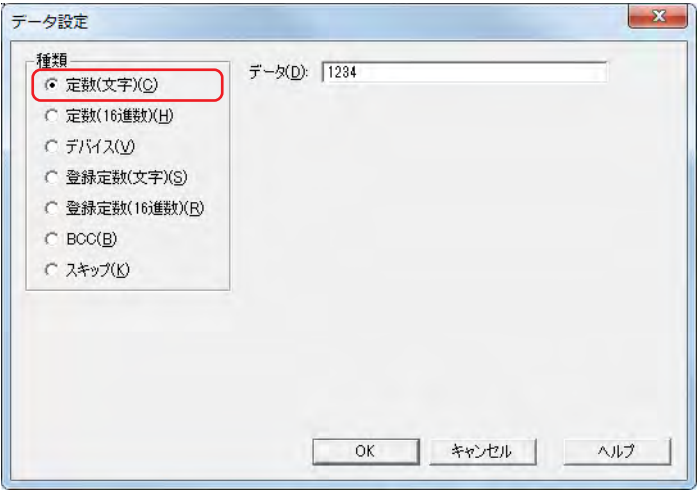 データ設定
種類
定数(文字)(C)
定数(16進数)(H)
デバイス(V)
登録定数(文字)(S)
登録定数(16進数)(R)
BCC(B)
スキップ(K)
データ(D): 1234
OK
キャンセル
ヘルプ